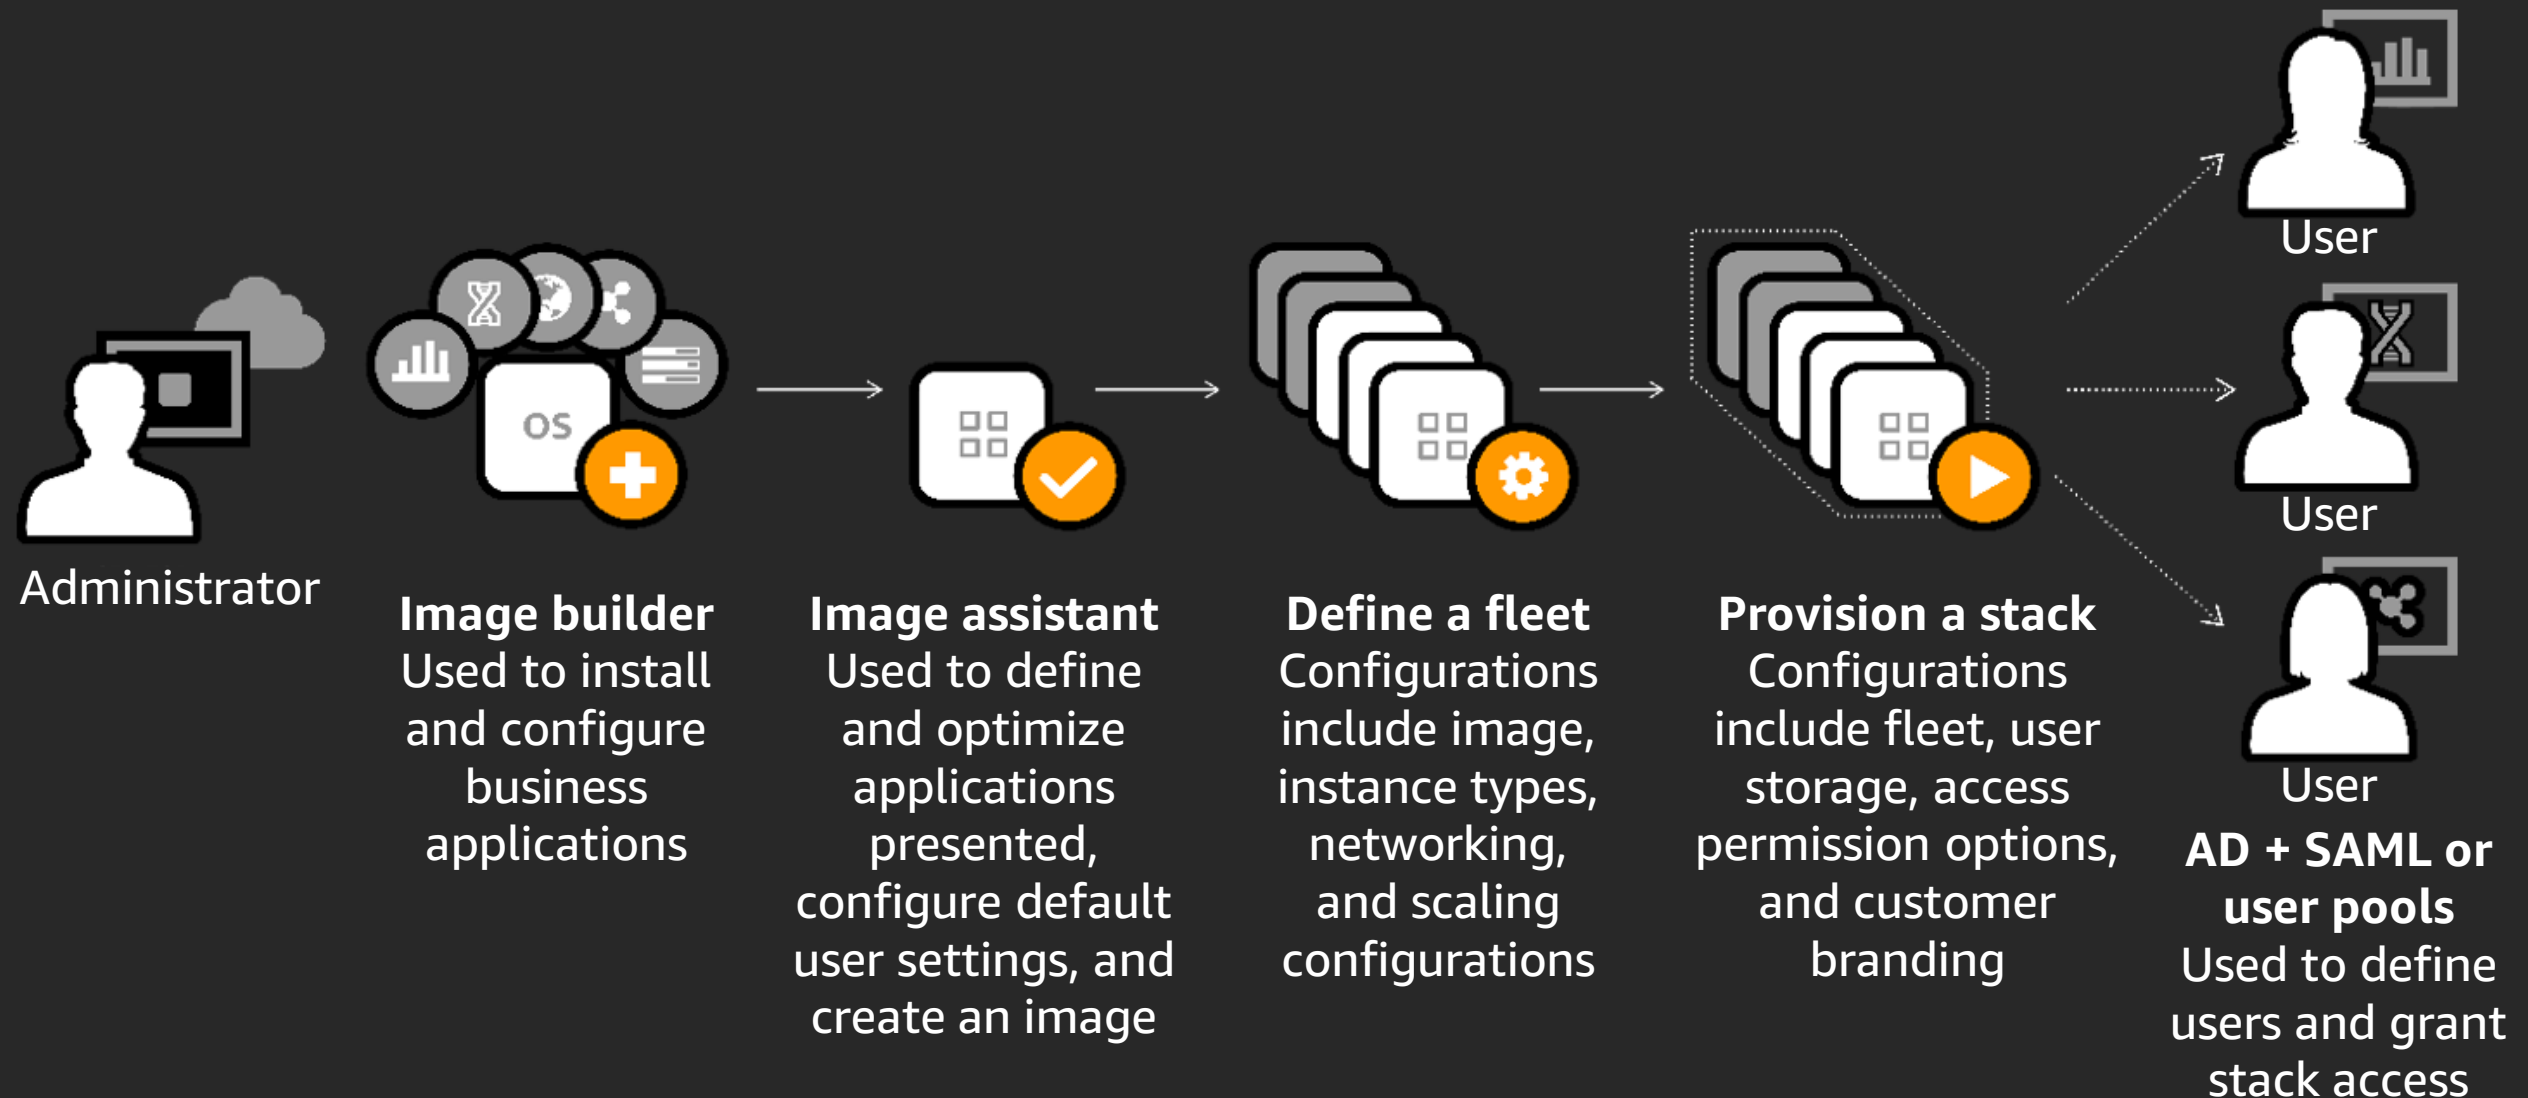 Administrator
OS
Image builder
Used to install
and configure
business
applications
Image assistant
Used to define
and optimize
applications
presented,
configure default
user settings, and
create an image
Define a fleet
Configurations
include image,
instance types,
networking,
and scaling
configurations
Provision a stack
Configurations
include fleet, user
storage, access
permission options,
and customer
branding
User
User
User
AD + SAML or
user pools
Used to define
users and grant
stack access